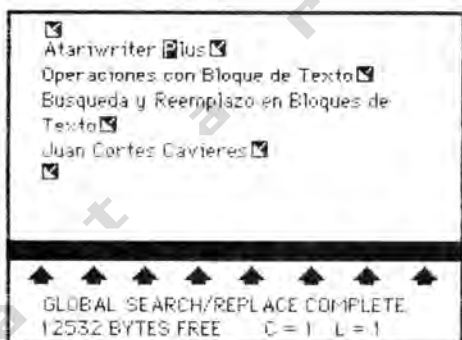 Atariwriter Plus
Operaciones con Bloque de Texto
Busqueda y Reemplazo en Bloques de
Texto
Juan Cortes Cavieres
GLOBAL SEARCH/REPLACE COMPLETE
12532 BYTES FREE C = 1 L = 1